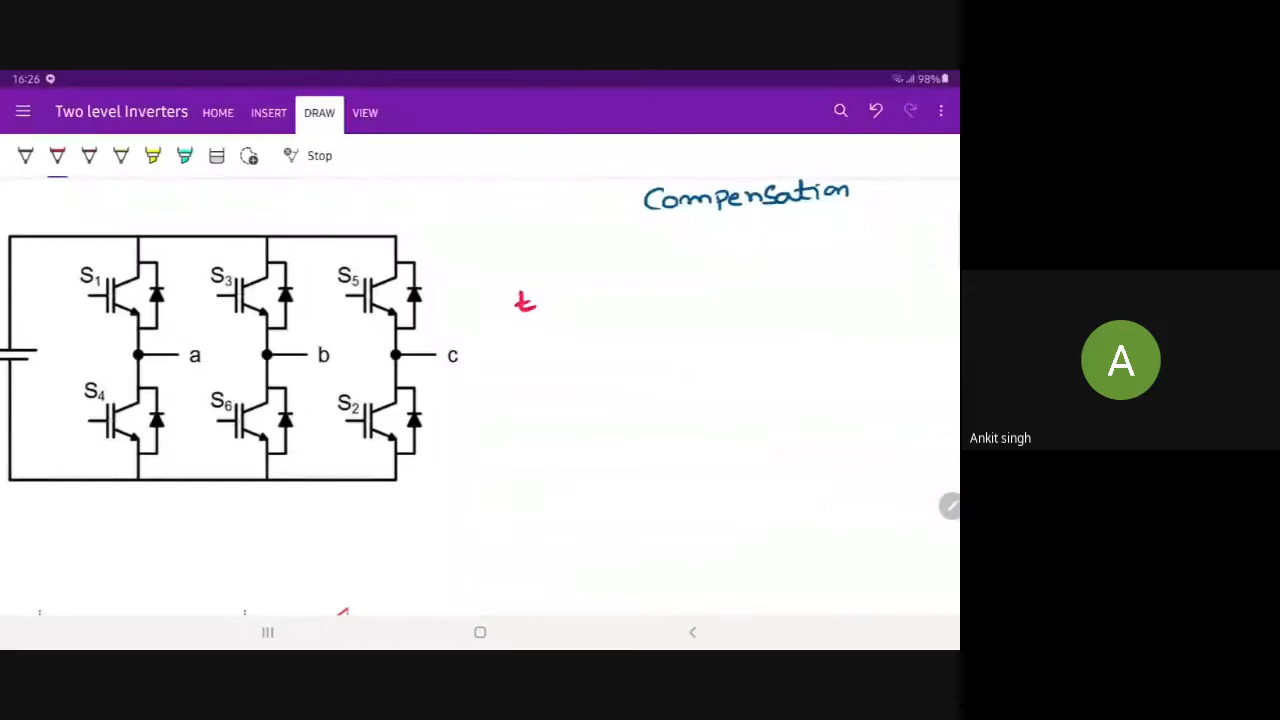 16:26
98%
Two level Inverters HOME INSERT DRAW VIEW
Stop
Compensation
S1 S3 S5
t
a b c
S4 S6 S2
A
Ankit singh